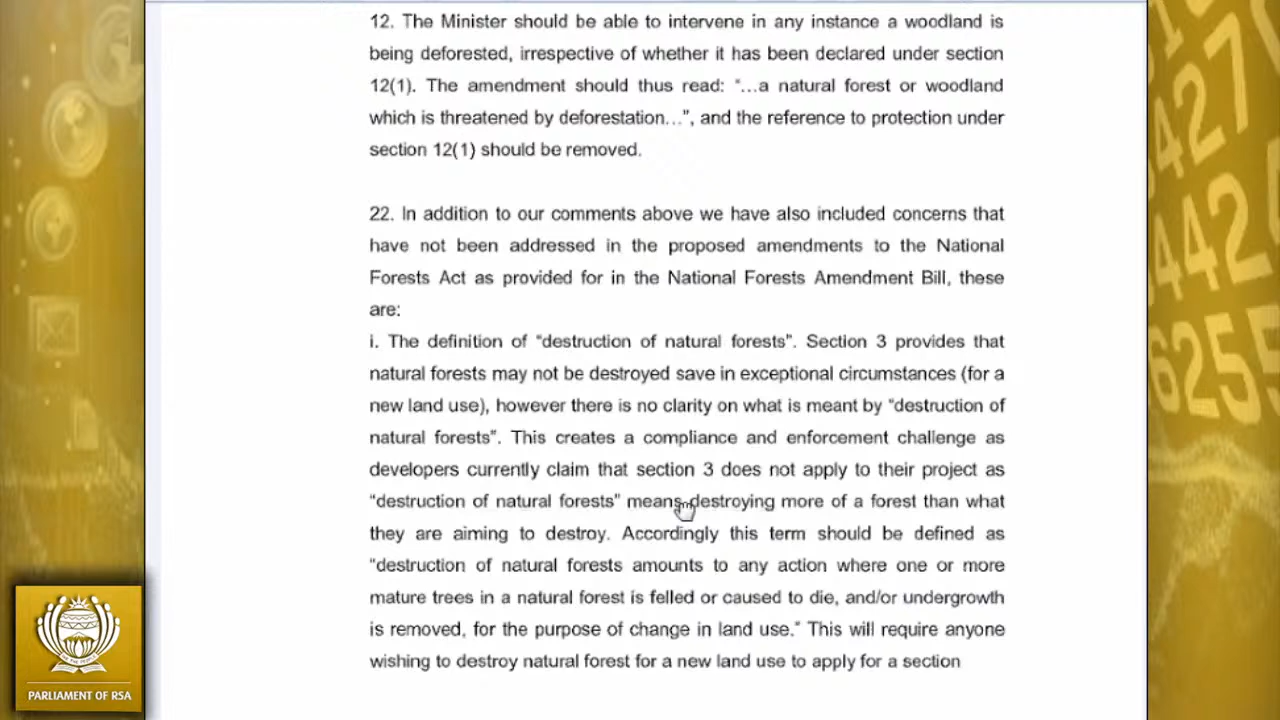 12. The Minister should be able to intervene in any instance a woodland is
being deforested, irrespective of whether it has been declared under section
12(1). The amendment should thus read: “…a natural forest or woodland
which is threatened by deforestation…”, and the reference to protection under
section 12(1) should be removed.
22. In addition to our comments above we have also included concerns that
have not been addressed in the proposed amendments to the National
Forests Act as provided for in the National Forests Amendment Bill, these
are:
i. The definition of “destruction of natural forests”. Section 3 provides that
natural forests may not be destroyed save in exceptional circumstances (for a
new land use), however there is no clarity on what is meant by “destruction of
natural forests”. This creates a compliance and enforcement challenge as
developers currently claim that section 3 does not apply to their project as
“destruction of natural forests” means destroying more of a forest than what
they are aiming to destroy. Accordingly this term should be defined as
“destruction of natural forests amounts to any action where one or more
mature trees in a natural forest is felled or caused to die, and/or undergrowth
is removed, for the purpose of change in land use.” This will require anyone
wishing to destroy natural forest for a new land use to apply for a section
PARLIAMENT OF RSA
6255